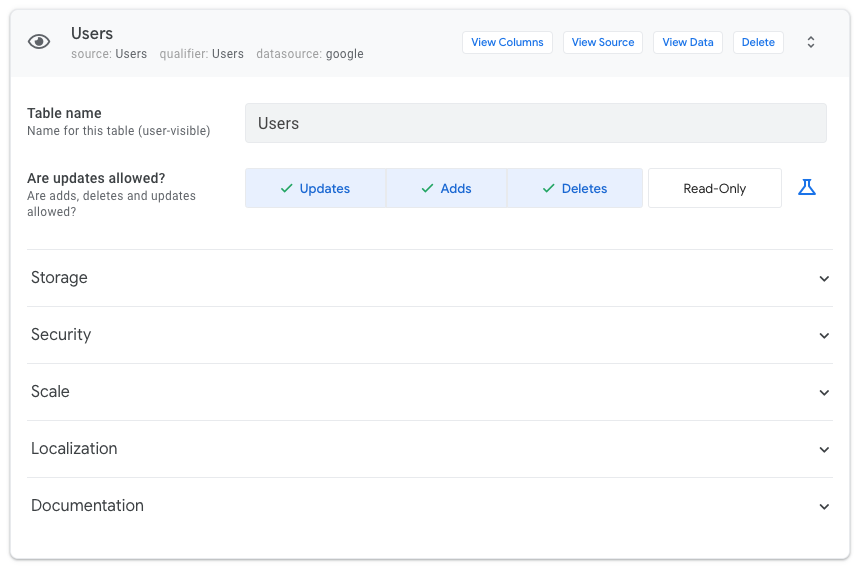 Users
source: Users qualifier: Users datasource: google
View Columns View Source View Data Delete
Table name
Name for this table (user-visible)
Users
Are updates allowed?
Are adds, deletes and updates
allowed?
Updates Adds Deletes Read-Only
Storage
Security
Scale
Localization
Documentation